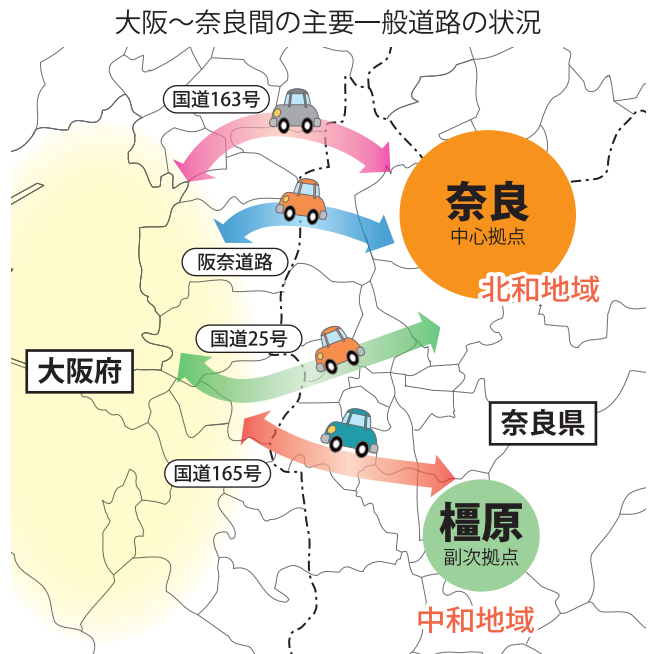 大阪～奈良間の主要一般道路の状況
国道163号
奈良
中心拠点
阪奈道路
北和地域
国道25号
大阪府
奈良県
国道165号
橿原
副次拠点
中和地域